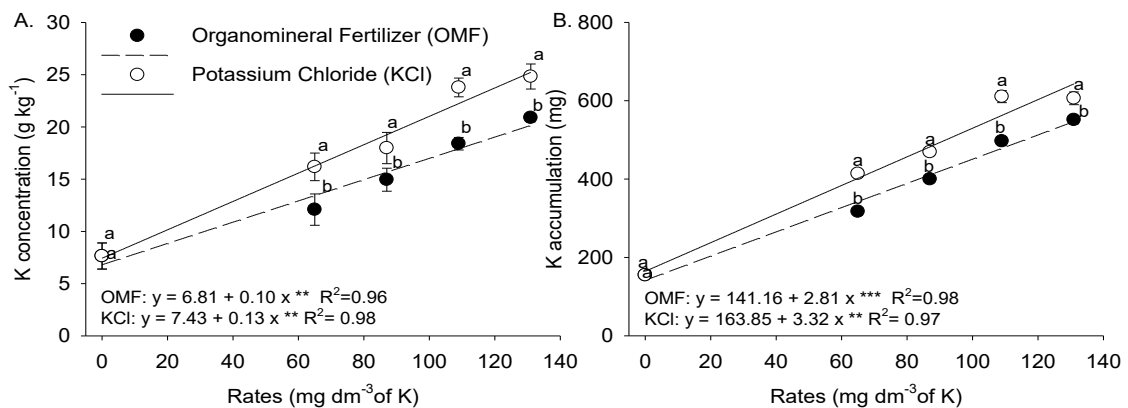 A.
30
25
20
15
10
5
0
K concentration (g kg⁻¹)
Organomineral Fertilizer (OMF)
Potassium Chloride (KCl)
a
a
a
b
a
b
a
b
a
b
OMF: y = 6.81 + 0.10 x ** R²=0.96
KCl: y = 7.43 + 0.13 x ** R²= 0.98
0 20 40 60 80 100 120 140
Rates (mg dm⁻³of K)
B.
800
600
400
200
0
K accumulation (mg)
a
a
a
b
a
b
a
b
a
b
OMF: y = 141.16 + 2.81 x *** R²= 0.98
KCl: y = 163.85 + 3.32 x ** R²= 0.97
0 20 40 60 80 100 120 140
Rates (mg dm⁻³of K)